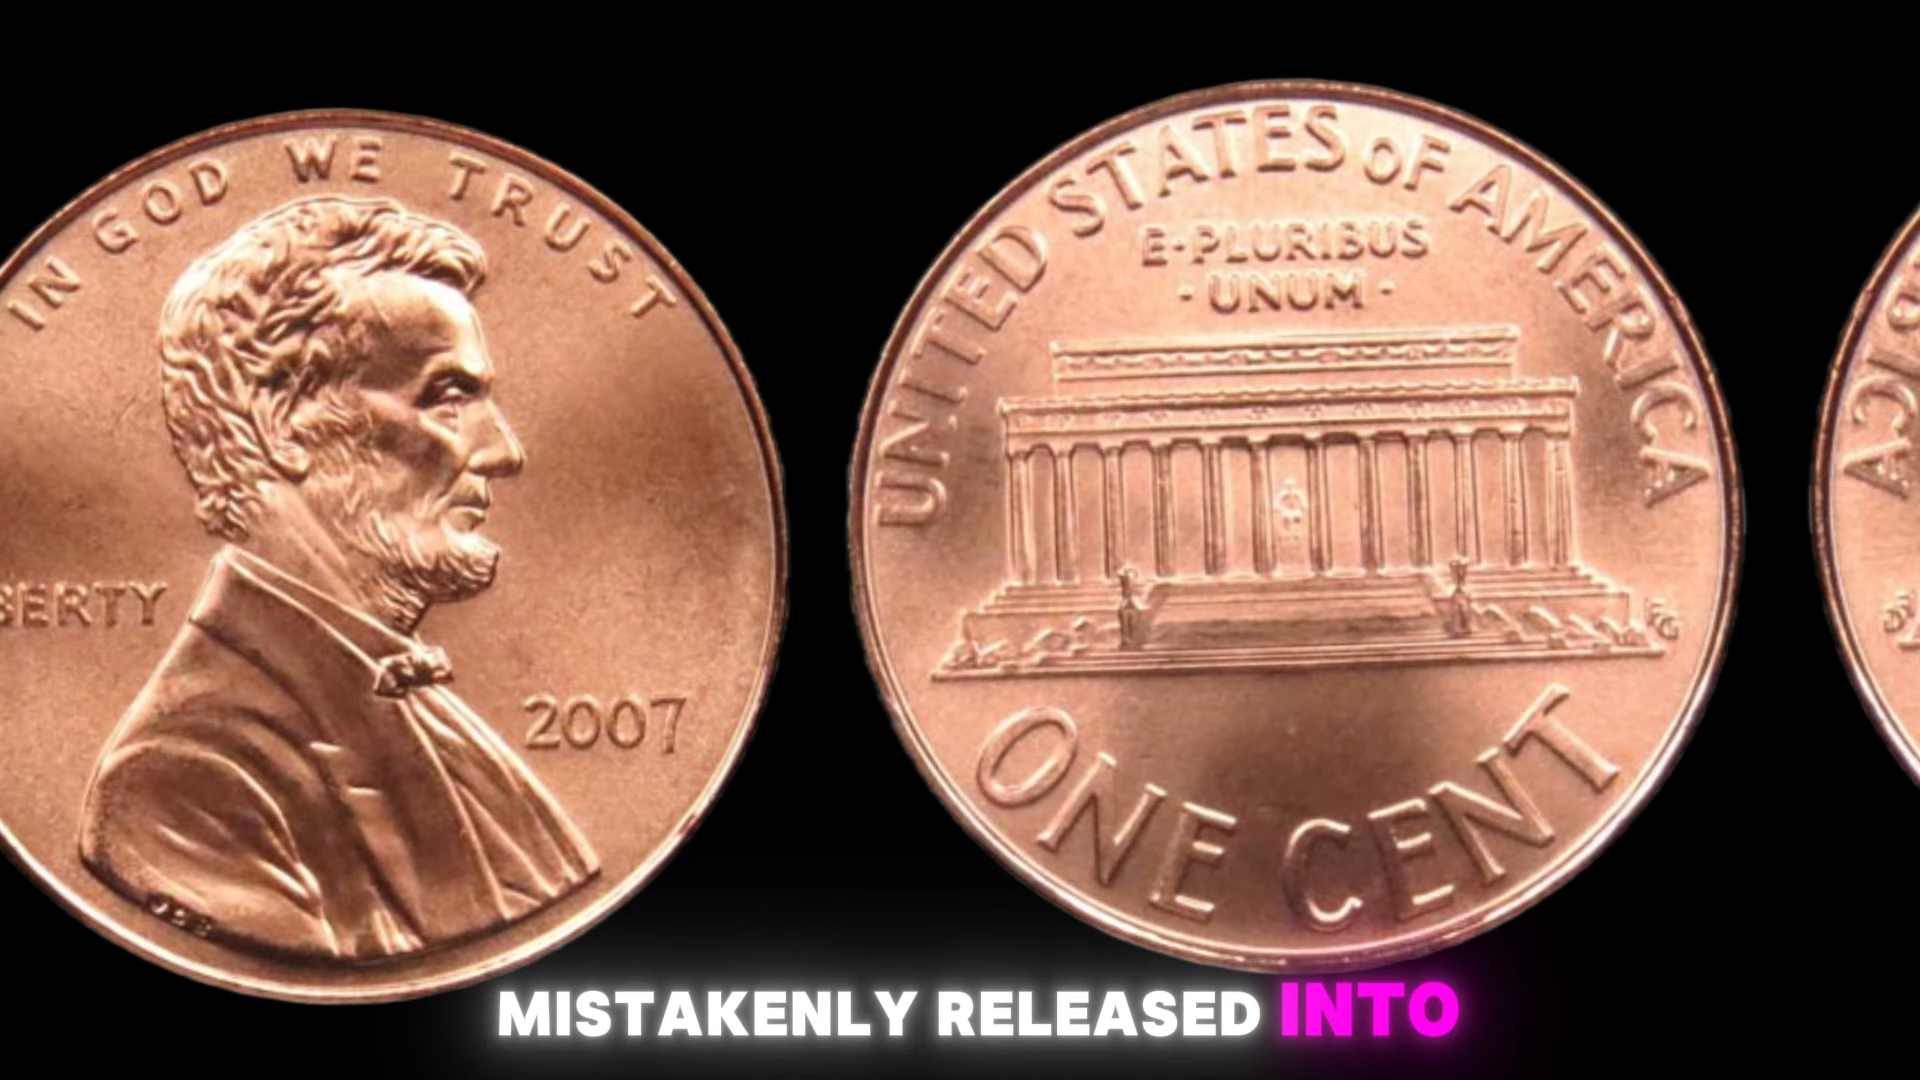 IN GOD WE TRUST
BERTY
2007
UNITED STATES OF AMERICA
E·PLURIBUS
·UNUM·
ONE CENT
MISTAKENLY RELEASED INTO